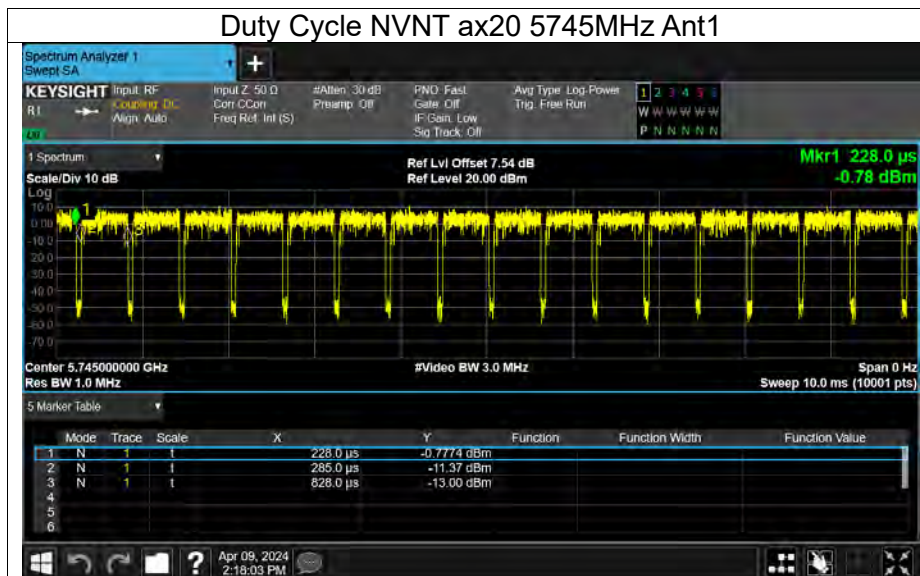 Duty Cycle NVNT ax20 5745MHz Ant1
Spectrum Analyzer 1
Swept SA
+
KEYSIGHT Input: RF Input Z: 50 Ω #Atten: 30 dB PNO: Fast Avg Type: Log-Power 1 2 3 4 5 6
R L Coupling: DC Corr CCorr Preamp: Off Gate: Off Trig: Free Run W W W W W W
Align: Auto Freq Ref: Int (S) IF Gain: Low P N N N N N
Sig Track: Off
1 Spectrum
Ref Lvl Offset 7.54 dB Mkr1 228.0 µs
Scale/Div 10 dB Ref Level 20.00 dBm -0.78 dBm
Log
10.0
0.00
-10.0
-20.0
-30.0
-40.0
-50.0
-60.0
-70.0
1
2
3
Center 5.745000000 GHz #Video BW 3.0 MHz Span 0 Hz
Res BW 1.0 MHz Sweep 10.0 ms (10001 pts)
5 Marker Table
Mode Trace Scale X Y Function Function Width Function Value
1 N 1 t 228.0 µs -0.7774 dBm
2 N 1 t 285.0 µs -11.37 dBm
3 N 1 t 828.0 µs -13.00 dBm
4
5
6
? Apr 09, 2024
2:18:03 PM